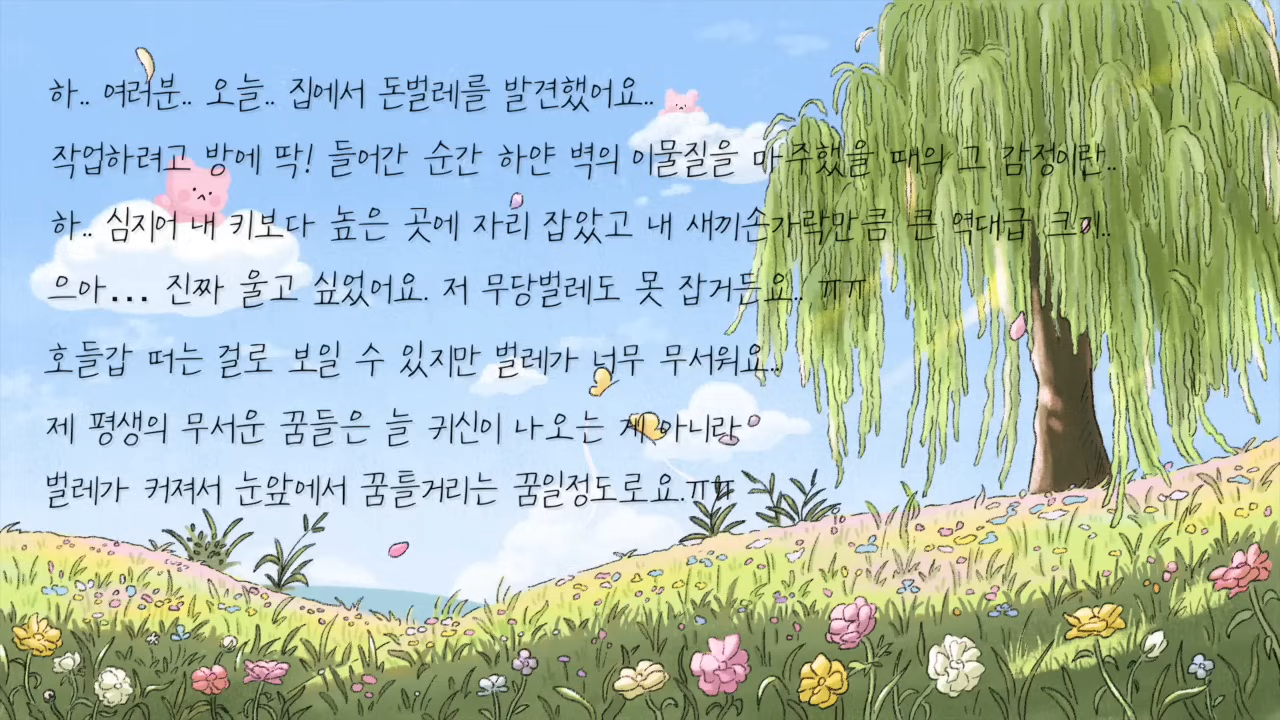 하.. 여러분.. 오늘.. 집에서 돈벌레를 발견했어요..
작업하려고 방에 딱! 들어간 순간 하얀 벽의 이물질을 마주했을 때의 그 감정이란..
하.. 심지어 내 키보다 높은 곳에 자리 잡았고 내 새끼손가락만큼 큰 역대급 크기..
으아... 진짜 울고 싶었어요. 저 무당벌레도 못 잡거든요.. ㅠㅠ
호들갑 떠는 걸로 보일 수 있지만 벌레가 너무 무서워요..
제 평생의 무서운 꿈들은 늘 귀신이 나오는 게 아니라
벌레가 커져서 눈앞에서 꿈틀거리는 꿈일정도로요.ㅠㅠ